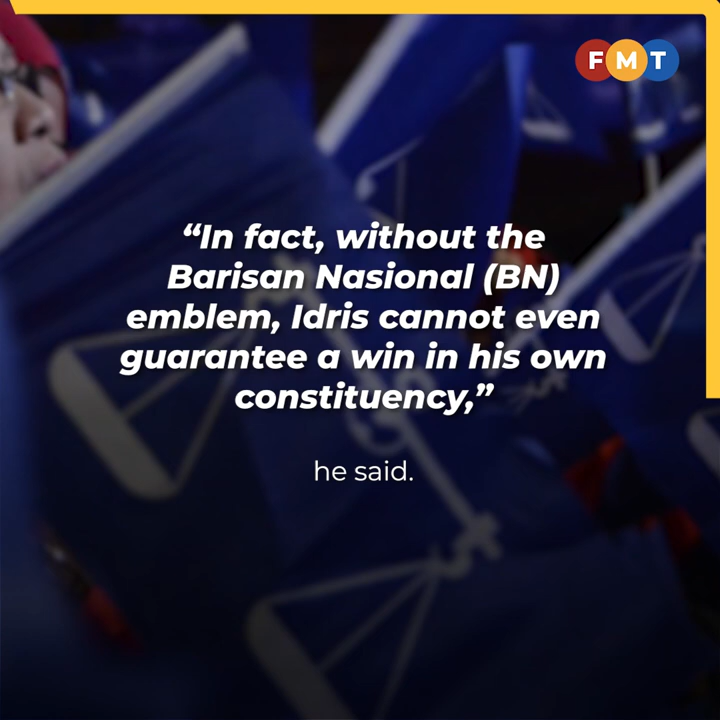 FMT
“In fact, without the
Barisan Nasional (BN)
emblem, Idris cannot even
guarantee a win in his own
constituency,”
he said.